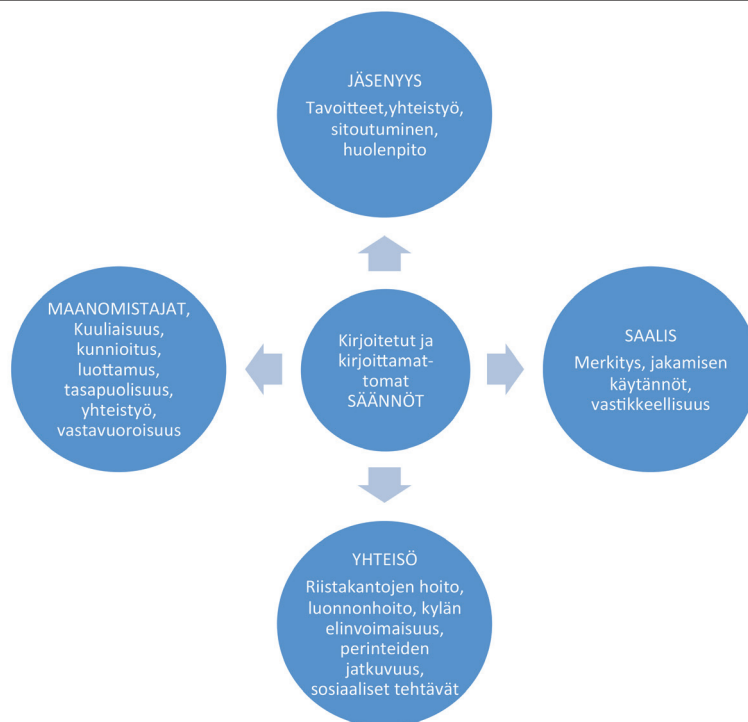 JÄSENYYS
Tavoitteet,yhteistyö,
sitoutuminen,
huolenpito
MAANOMISTAJAT,
Kuuliaisuus,
kunnioitus,
luottamus,
tasapuolisuus,
yhteistyö,
vastavuoroisuus
Kirjoitetut ja
kirjoittamat-
tomat
SÄÄNNÖT
SAALIS
Merkitys, jakamisen
käytännöt,
vastikkeellisuus
YHTEISÖ
Riistakantojen hoito,
luonnonhoito, kylän
elinvoimaisuus,
perinteiden
jatkuvuus,
sosiaaliset tehtävät